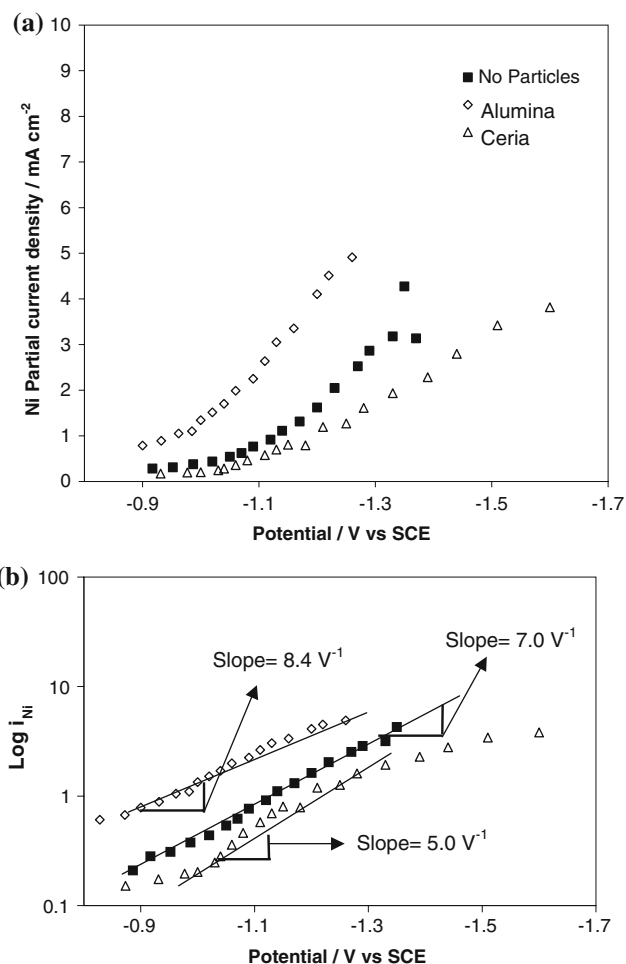 (a)
10
9
8
7
6
5
4
3
2
1
0
Ni Partial current density / mA cm⁻²
No Particles
Alumina
Ceria
-0.9 -1.1 -1.3 -1.5 -1.7
Potential / V vs SCE
(b)
100
10
1
0.1
Log i_Ni
Slope= 8.4 V⁻¹
Slope= 7.0 V⁻¹
Slope= 5.0 V⁻¹
-0.9 -1.1 -1.3 -1.5 -1.7
Potential / V vs SCE